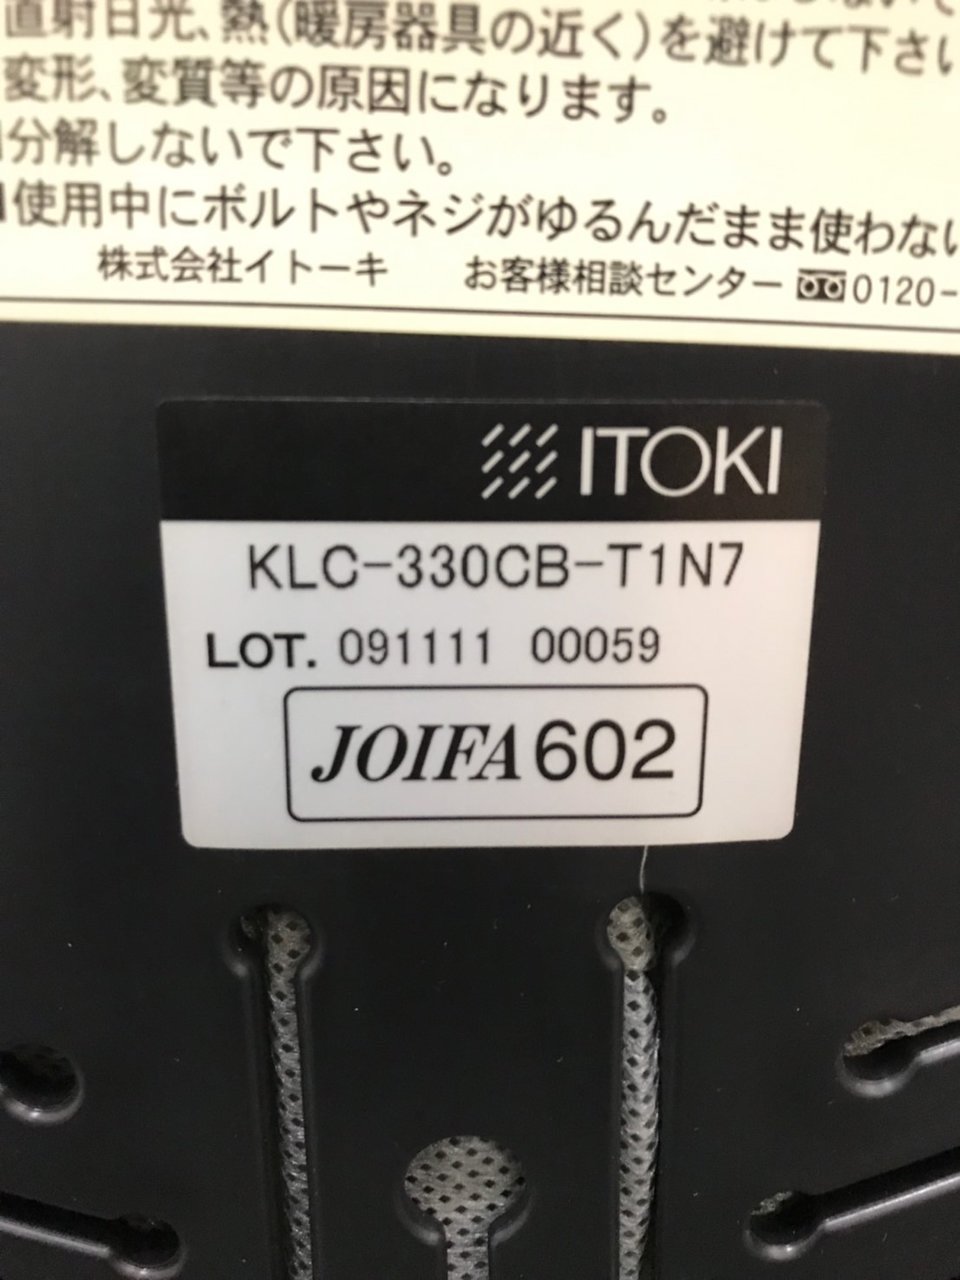 直射日光、熱(暖房器具の近く)を避けて下さい
変形、変質等の原因になります。
分解しないで下さい。
使用中にボルトやネジがゆるんだまま使わない
株式会社イトーキ お客様相談センター 0120-
ITOKI
KLC-330CB-T1N7
LOT. 091111 00059
JOIFA 602